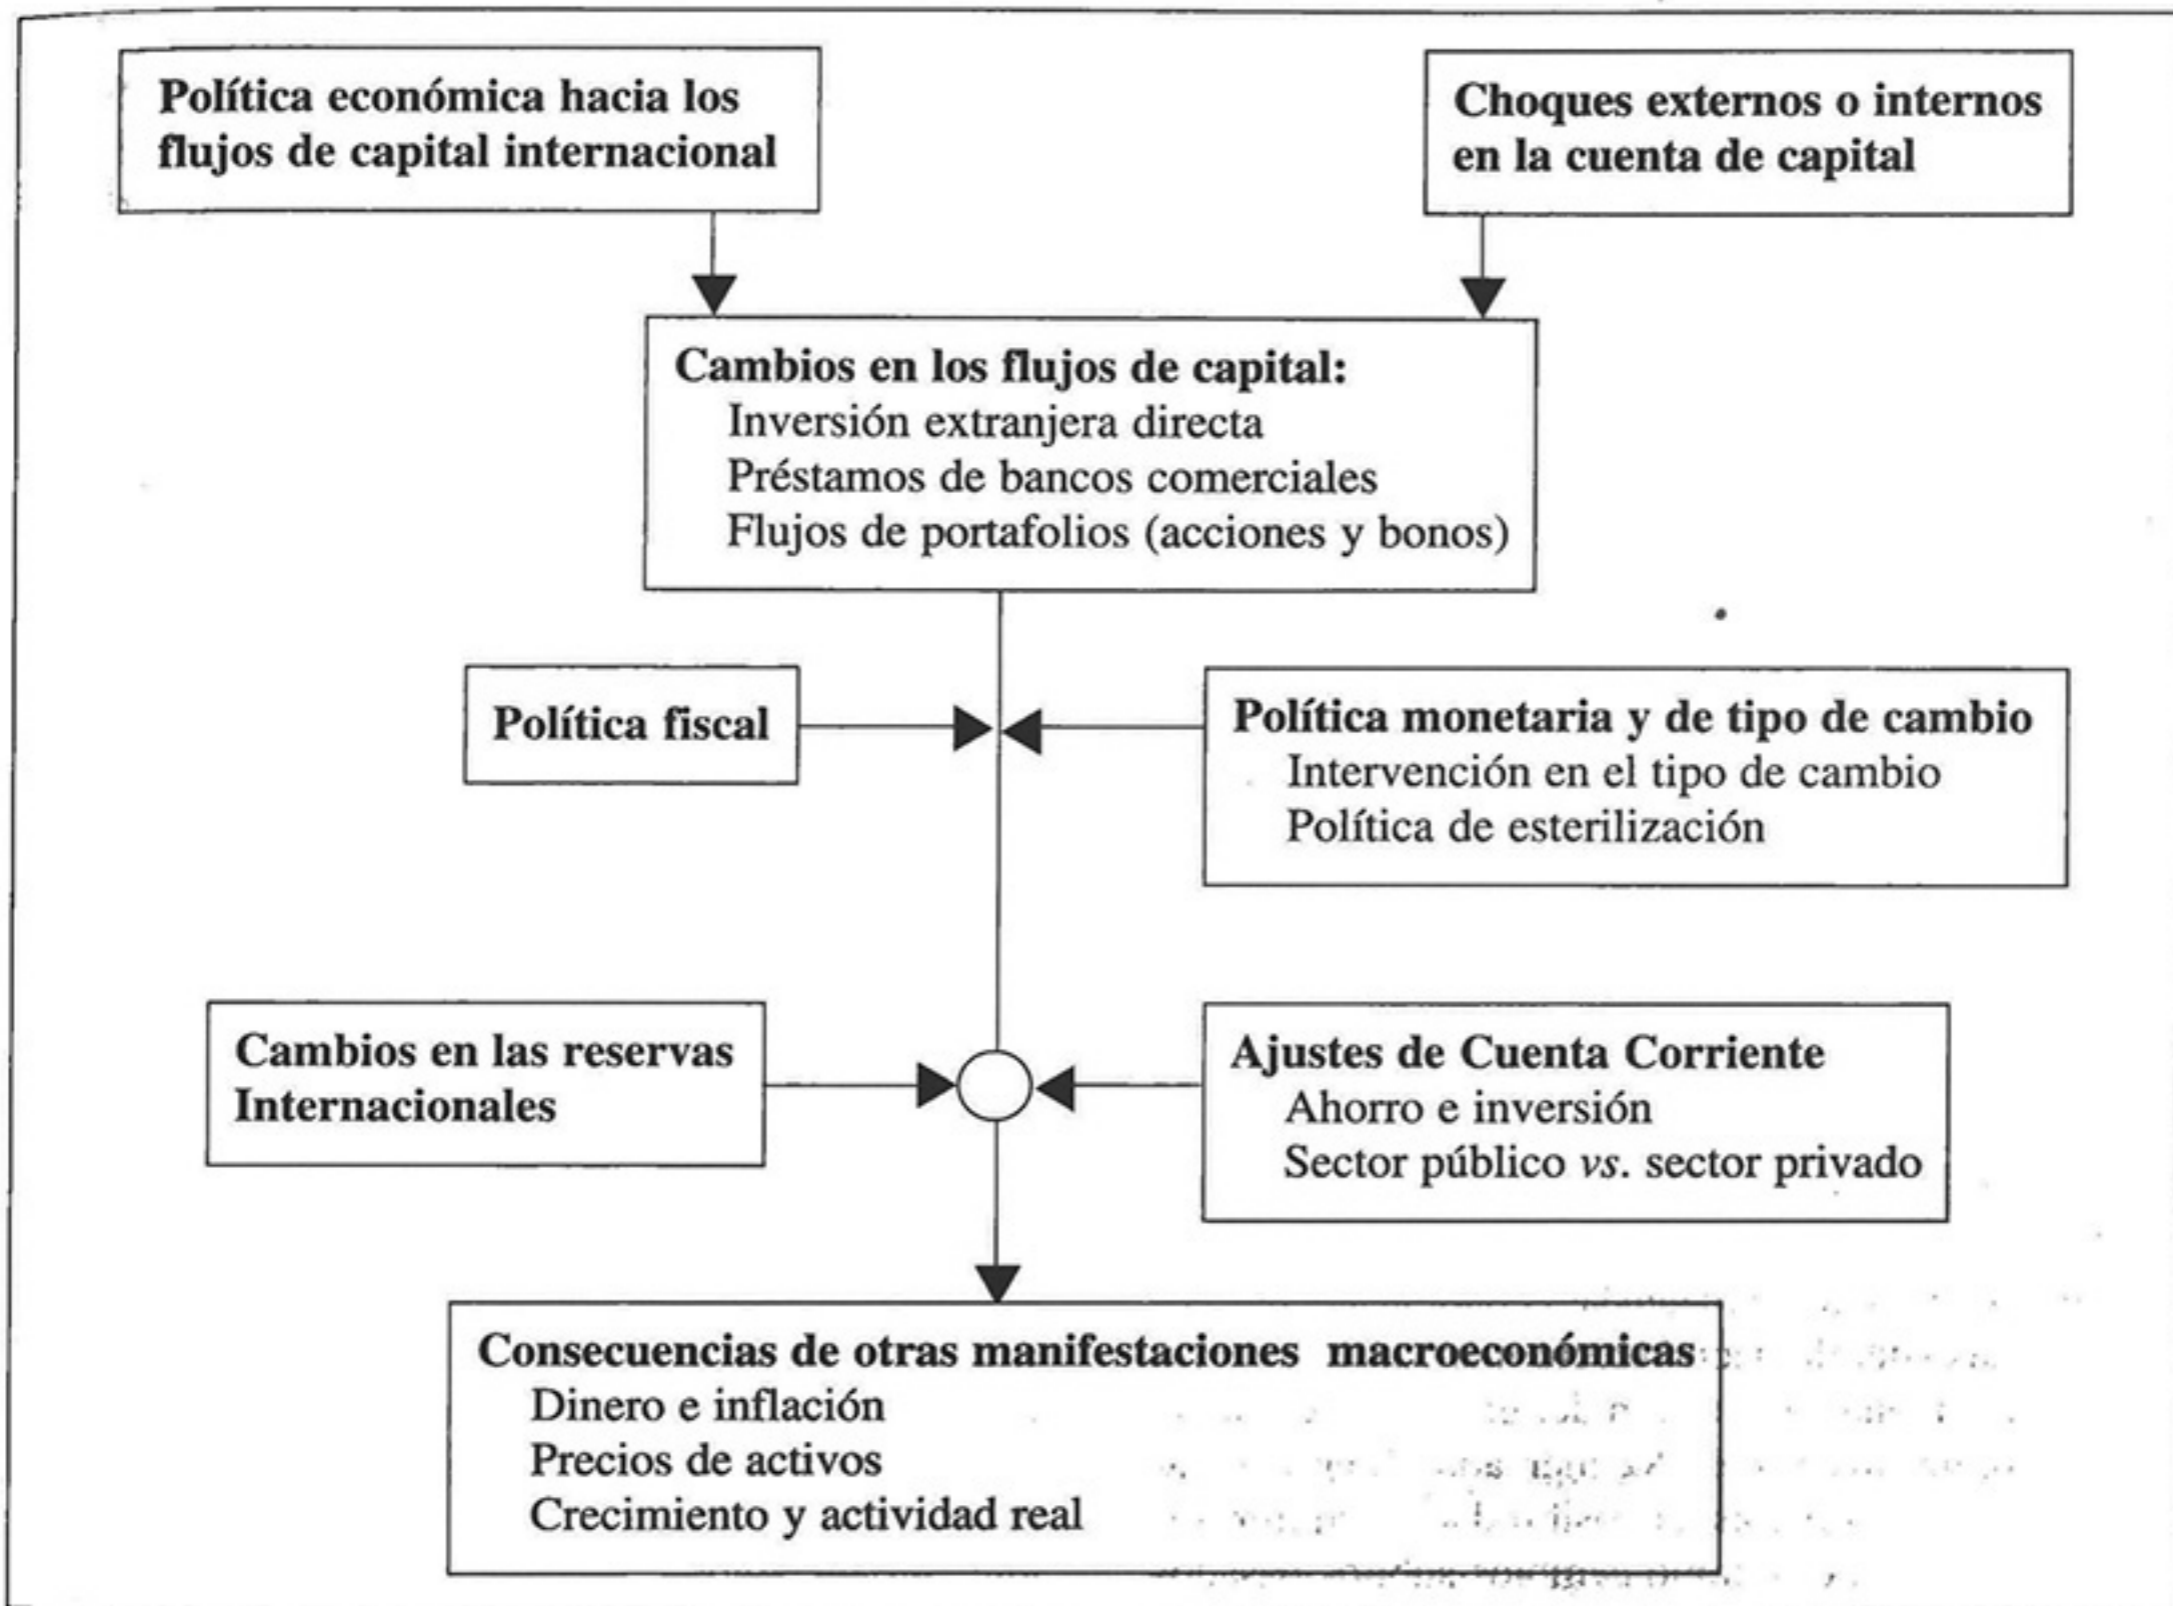 Política económica hacia los
flujos de capital internacional
Choques externos o internos
en la cuenta de capital
Cambios en los flujos de capital:
Inversión extranjera directa
Préstamos de bancos comerciales
Flujos de portafolios (acciones y bonos)
Política fiscal
Política monetaria y de tipo de cambio
Intervención en el tipo de cambio
Política de esterilización
Cambios en las reservas
Internacionales
Ajustes de Cuenta Corriente
Ahorro e inversión
Sector público vs. sector privado
Consecuencias de otras manifestaciones macroeconómicas
Dinero e inflación
Precios de activos
Crecimiento y actividad real